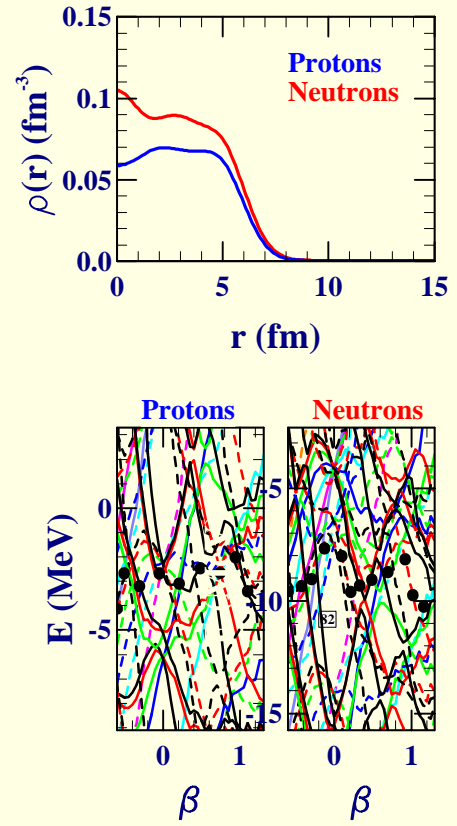 0.15
Protons
Neutrons
0.1
ρ(r) (fm⁻³)
0.05
0.0
0 5 10 15
r (fm)
Protons Neutrons
0 -5
E (MeV)
-5 -10
82
-15
0 1 0 1
β β